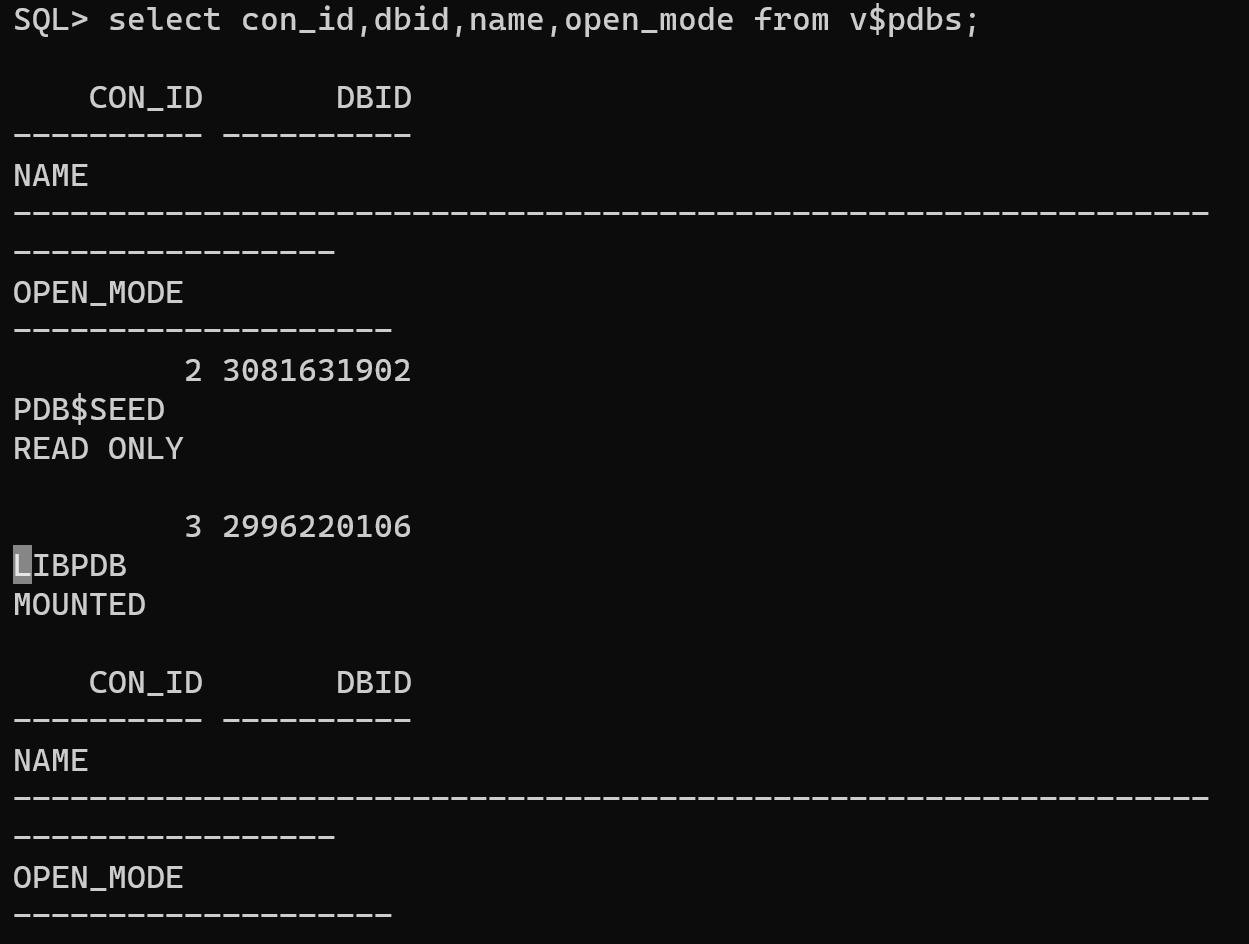 SQL> select con_id,dbid,name,open_mode from v$pdbs;

    CON_ID       DBID
---------- ----------
NAME
---------------------------------------------------------------
-----------------
OPEN_MODE
--------------------
         2 3081631902
PDB$SEED
READ ONLY

         3 2996220106
LIBPDB
MOUNTED

    CON_ID       DBID
---------- ----------
NAME
---------------------------------------------------------------
-----------------
OPEN_MODE
--------------------